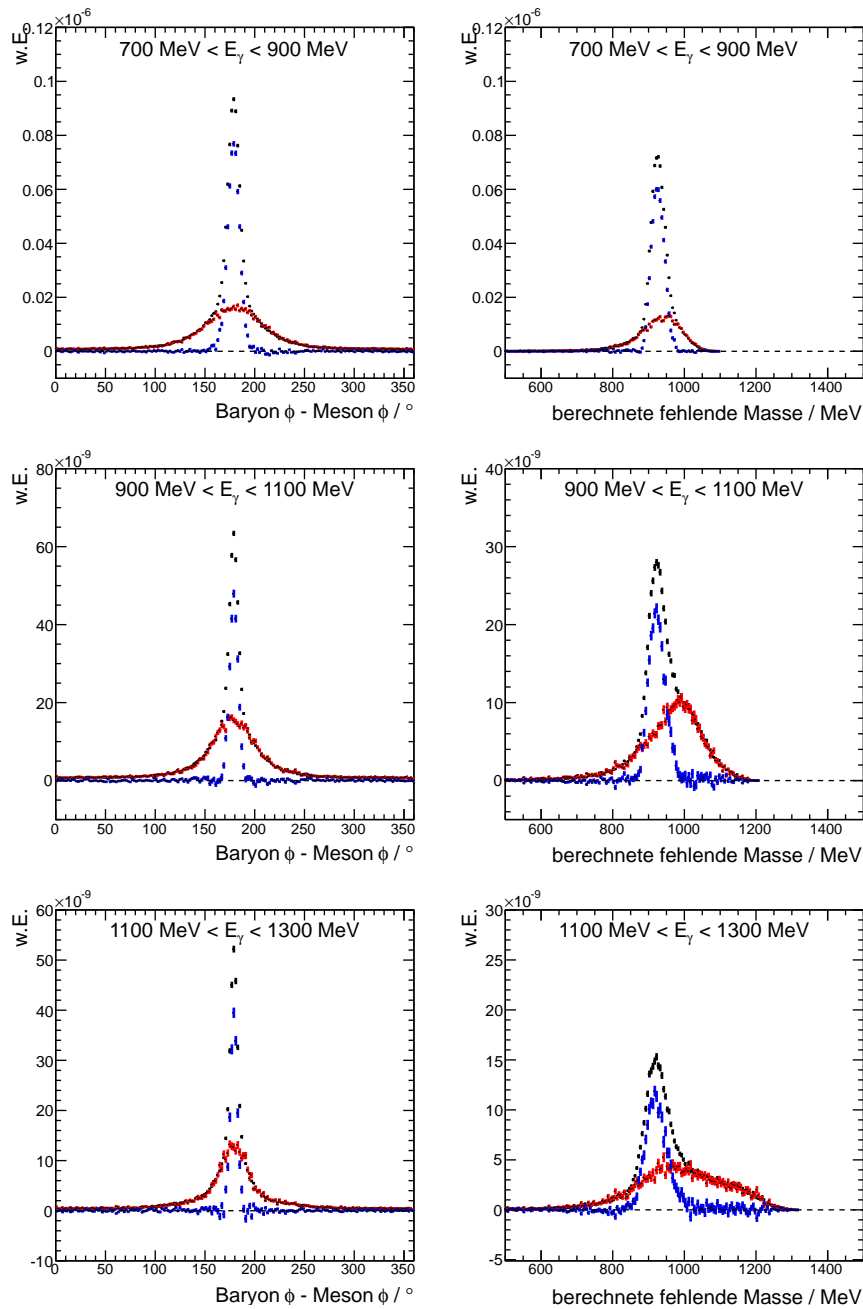 ×10⁻⁶
w.E.
700 MeV < Eγ < 900 MeV
0.12
0.1
0.08
0.06
0.04
0.02
0
0 50 100 150 200 250 300 350
Baryon ϕ - Meson ϕ / °
×10⁻⁶
w.E.
700 MeV < Eγ < 900 MeV
0.12
0.1
0.08
0.06
0.04
0.02
0
600 800 1000 1200 1400
berechnete fehlende Masse / MeV
×10⁻⁹
w.E.
900 MeV < Eγ < 1100 MeV
80
60
40
20
0
0 50 100 150 200 250 300 350
Baryon ϕ - Meson ϕ / °
×10⁻⁹
w.E.
900 MeV < Eγ < 1100 MeV
40
30
20
10
0
600 800 1000 1200 1400
berechnete fehlende Masse / MeV
×10⁻⁹
w.E.
1100 MeV < Eγ < 1300 MeV
60
50
40
30
20
10
0
-10
0 50 100 150 200 250 300 350
Baryon ϕ - Meson ϕ / °
×10⁻⁹
w.E.
1100 MeV < Eγ < 1300 MeV
30
25
20
15
10
5
0
-5
600 800 1000 1200 1400
berechnete fehlende Masse / MeV